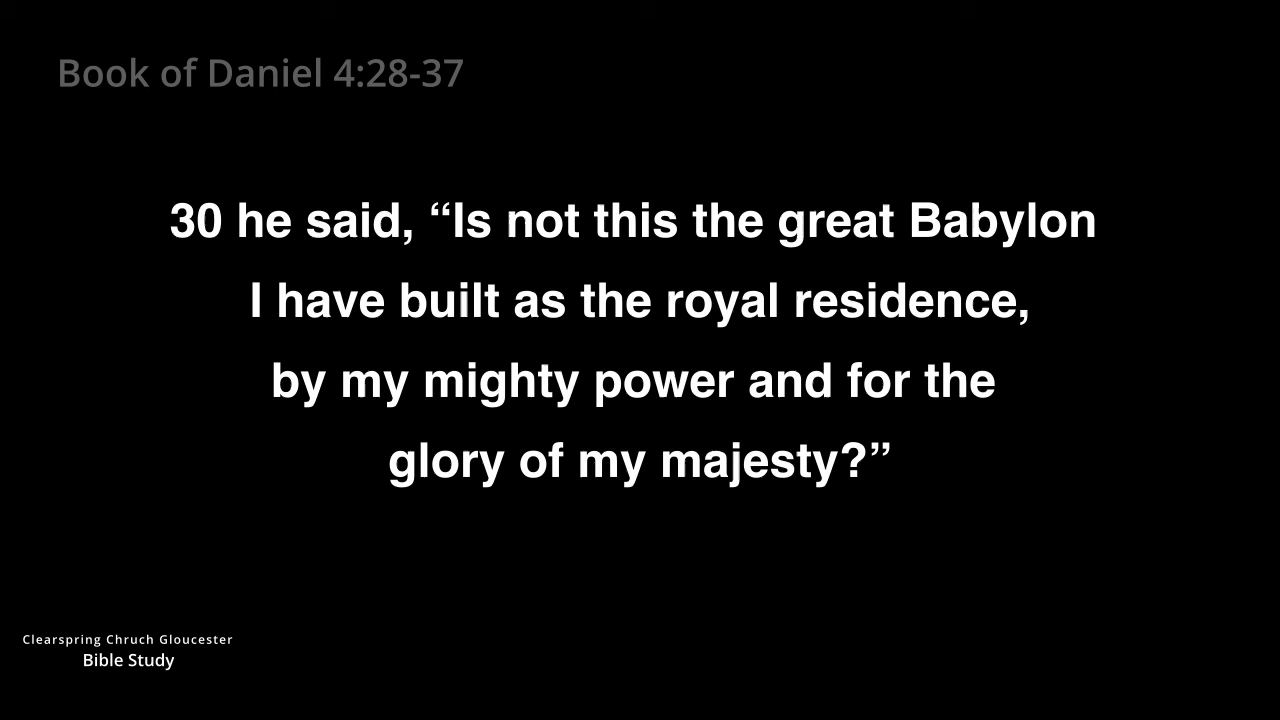 Book of Daniel 4:28-37
30 he said, “Is not this the great Babylon
I have built as the royal residence,
by my mighty power and for the
glory of my majesty?”
Clearspring Chruch Gloucester
Bible Study